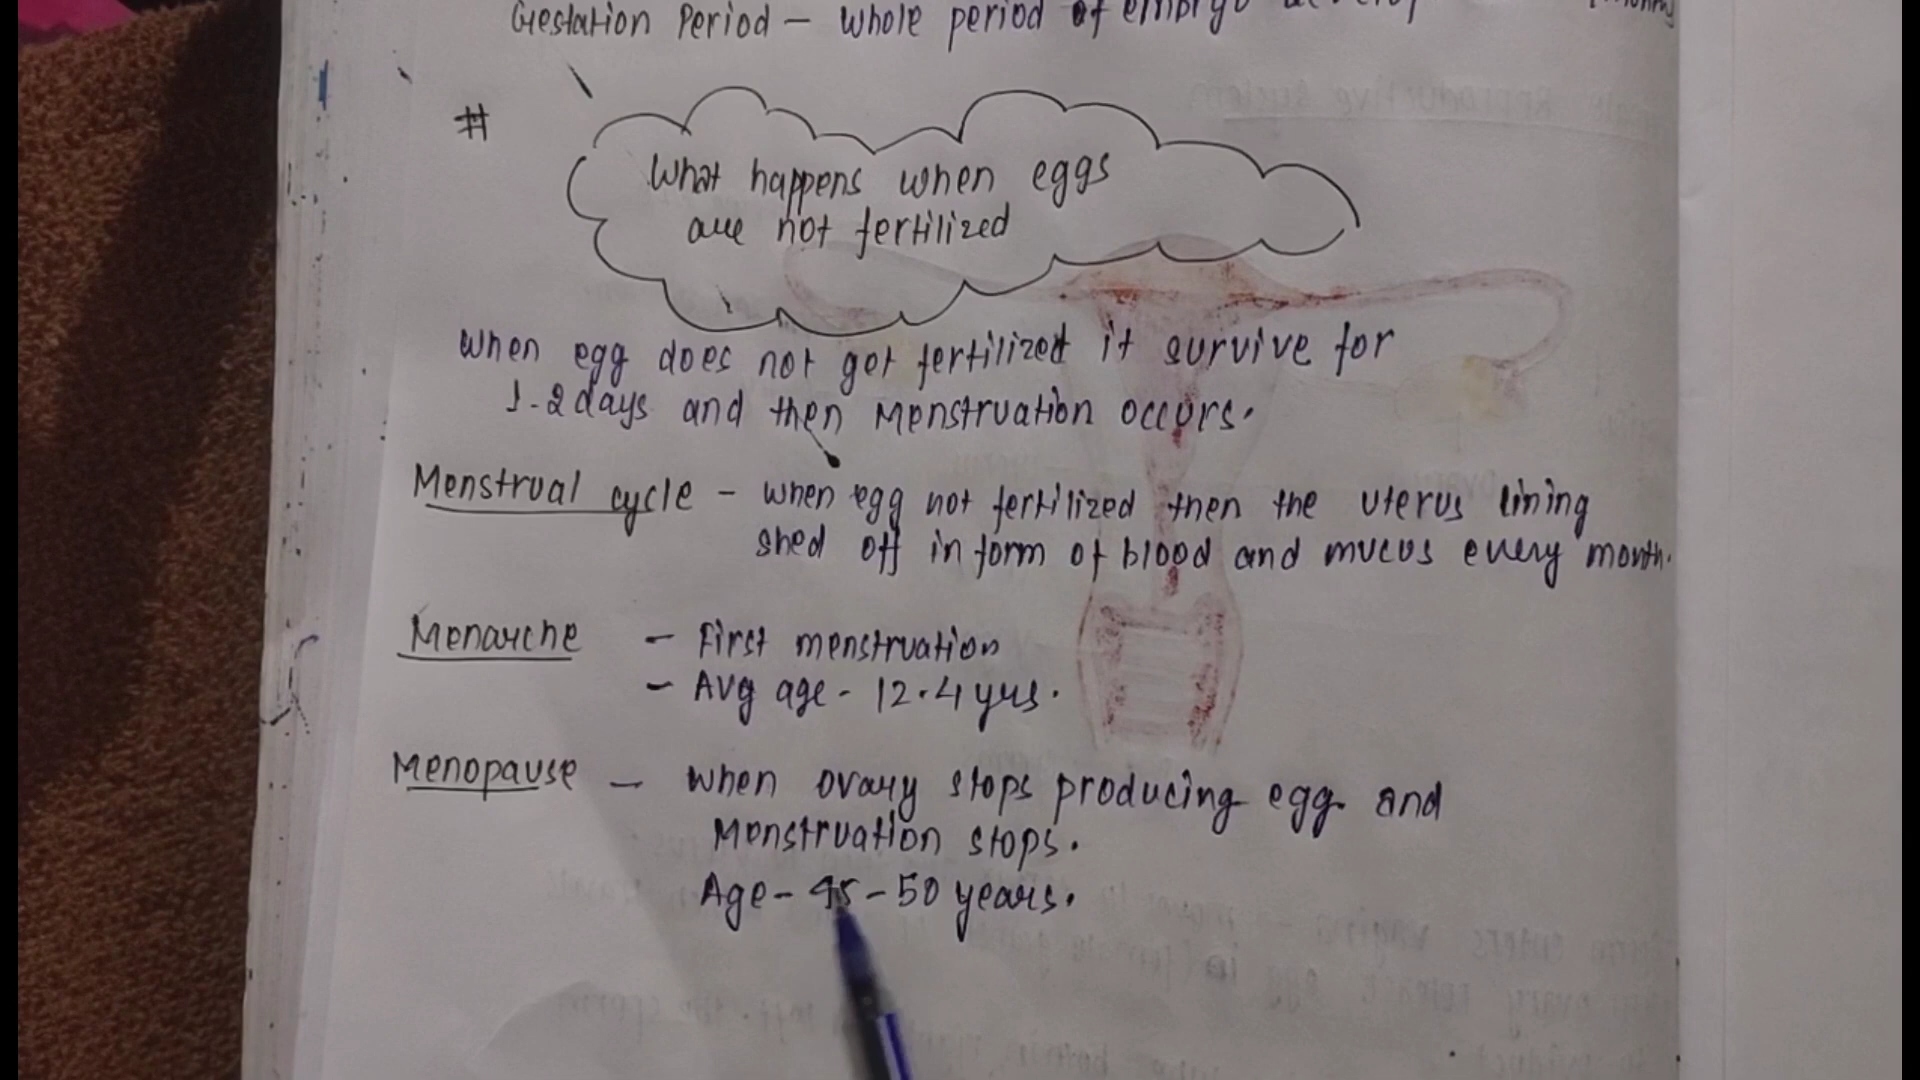 Gestation Period - Whole period of embryo
#
What happens when eggs
are not fertilized
When egg does not get fertilized it survive for
1-2 days and then Menstruation occurs.
Menstrual cycle - when egg not fertilized then the uterus lining
shed off in form of blood and mucus every month.
Menarche - First menstruation
- Avg age - 12.4 yrs.
Menopause - When ovary stops producing egg and
Menstruation stops.
Age - 45 - 50 years.